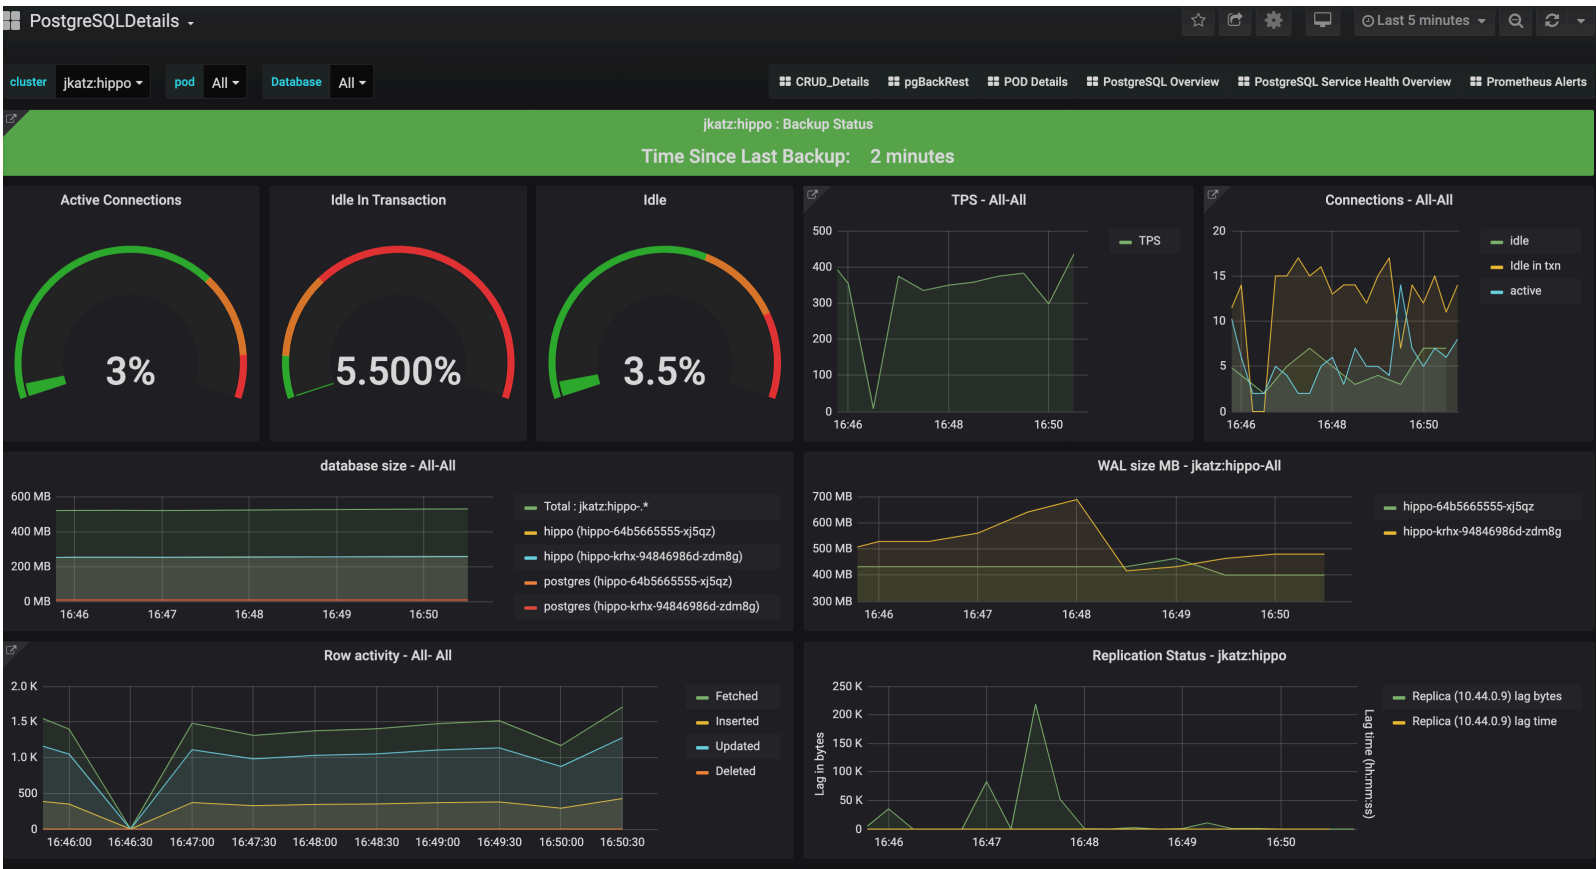 PostgreSQLDetails
Last 5 minutes
cluster jkatz:hippo pod All Database All
CRUD_Details pgBackRest POD Details PostgreSQL Overview PostgreSQL Service Health Overview Prometheus Alerts
jkatz:hippo : Backup Status
Time Since Last Backup: 2 minutes
Active Connections
3%
Idle In Transaction
5.500%
Idle
3.5%
TPS - All-All
500
400
300
200
100
0
16:46 16:48 16:50
TPS
Connections - All-All
20
15
10
5
0
16:46 16:48 16:50
idle
Idle in txn
active
database size - All-All
600 MB
400 MB
200 MB
0 MB
16:46 16:47 16:48 16:49 16:50
Total : jkatz:hippo-.*
hippo (hippo-64b5665555-xj5qz)
hippo (hippo-krhx-94846986d-zdm8g)
postgres (hippo-64b5665555-xj5qz)
postgres (hippo-krhx-94846986d-zdm8g)
WAL size MB - jkatz:hippo-All
700 MB
600 MB
500 MB
400 MB
300 MB
16:46 16:47 16:48 16:49 16:50
hippo-64b5665555-xj5qz
hippo-krhx-94846986d-zdm8g
Row activity - All- All
2.0 K
1.5 K
1.0 K
500
0
16:46:00 16:46:30 16:47:00 16:47:30 16:48:00 16:48:30 16:49:00 16:49:30 16:50:00 16:50:30
Fetched
Inserted
Updated
Deleted
Replication Status - jkatz:hippo
Lag in bytes
250 K
200 K
150 K
100 K
50 K
0
16:46 16:47 16:48 16:49 16:50
Lag time (hh:mm:ss)
Replica (10.44.0.9) lag bytes
Replica (10.44.0.9) lag time